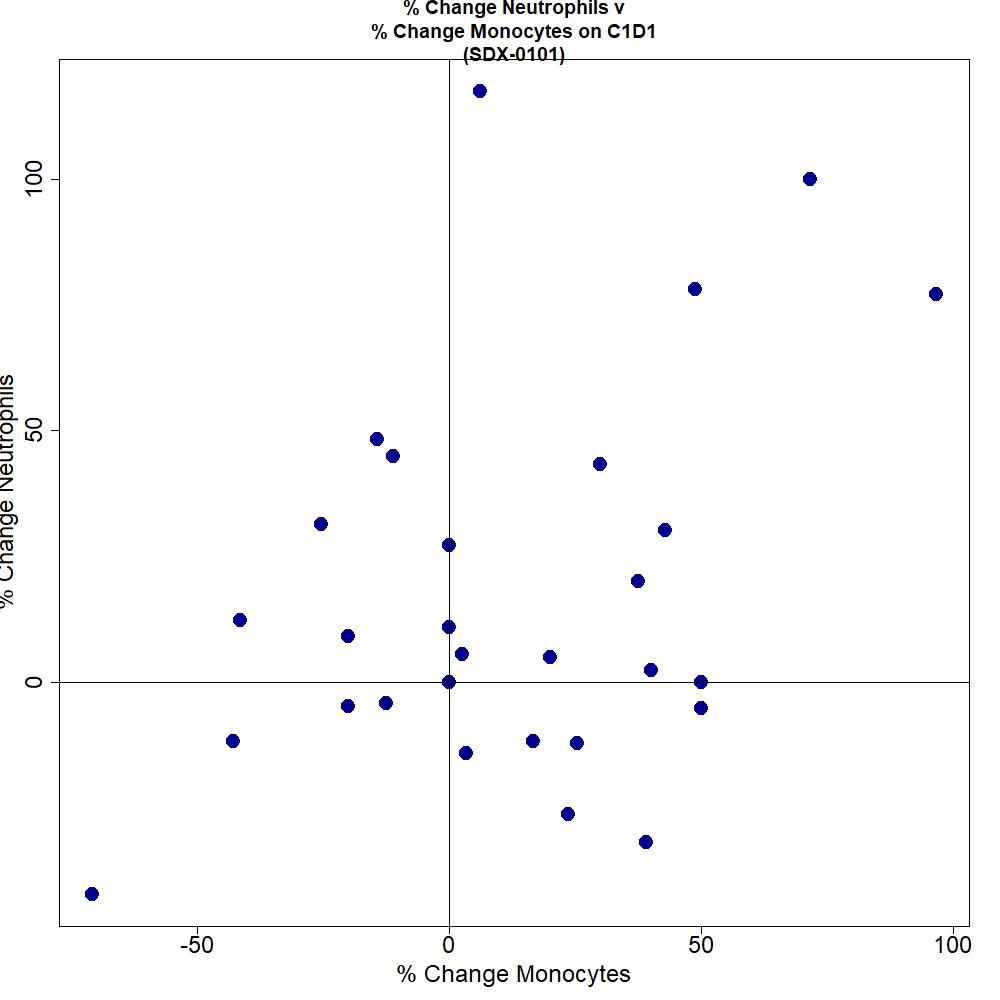 % Change Neutrophils v
% Change Monocytes on C1D1
(SDX-0101)
% Change Neutrophils
100
50
0
-50
0
50
100
% Change Monocytes